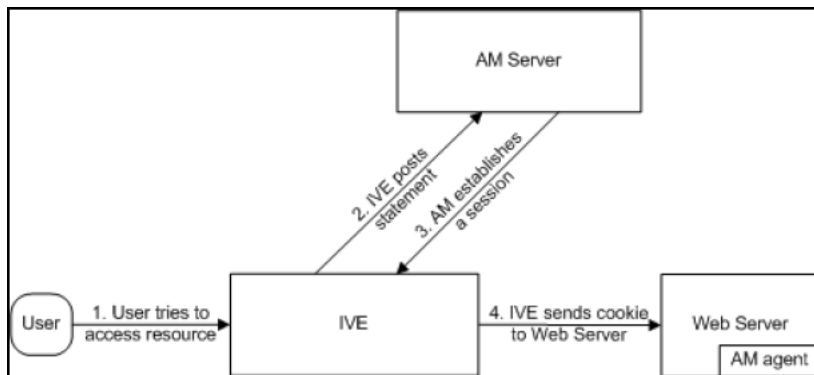 AM Server
2. IVE posts
statement
3. AM establishes
a session
User
1. User tries to
access resource
IVE
4. IVE sends cookie
to Web Server
Web Server
AM agent